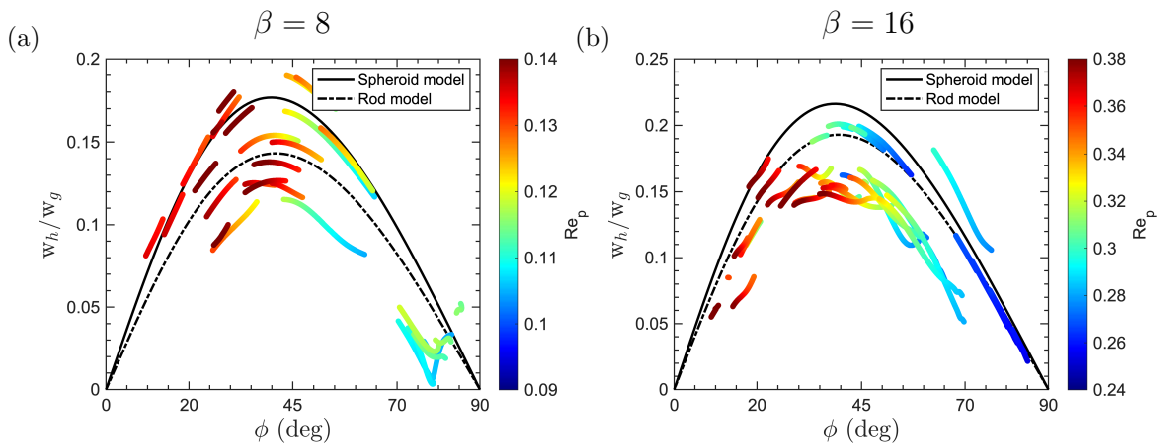 β = 8
(a)
w_h/w_g
0.2
0.15
0.1
0.05
0
0
20
45
70
90
ϕ (deg)
Spheroid model
Rod model
0.14
0.13
0.12
0.11
0.1
0.09
Re_p
β = 16
(b)
w_h/w_g
0.25
0.2
0.15
0.1
0.05
0
0
20
45
70
90
ϕ (deg)
Spheroid model
Rod model
0.38
0.36
0.34
0.32
0.3
0.28
0.26
0.24
Re_p